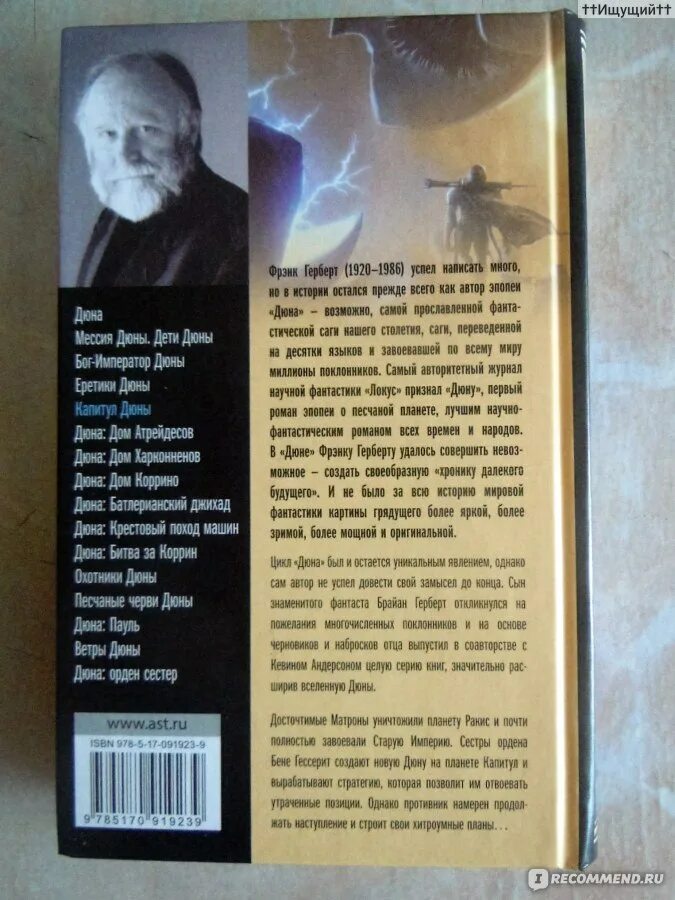 ††Ищущий††
Дюна
Мессия Дюны. Дети Дюны
Бог-Император Дюны
Еретики Дюны
Капитул Дюны
Дюна: Дом Атрейдесов
Дюна: Дом Харконненов
Дюна: Дом Коррино
Дюна: Батлерианский джихад
Дюна: Крестовый поход машин
Дюна: Битва за Коррин
Охотники Дюны
Песчаные черви Дюны
Дюна: Пауль
Ветры Дюны
Дюна: орден сестер
www.ast.ru
ISBN 978-5-17-091923-9
9 785170 919239
Фрэнк Герберт (1920–1986) успел написать много,
но в истории остался прежде всего как автор эпопеи
«Дюна» – возможно, самой прославленной фанта-
стической саги нашего столетия, саги, переведенной
на десятки языков и завоевавшей по всему миру
миллионы поклонников. Самый авторитетный журнал
научной фантастики «Локус» признал «Дюну», первый
роман эпопеи о песчаной планете, лучшим научно-
фантастическим романом всех времен и народов.
В «Дюне» Фрэнку Герберту удалось совершить невоз-
можное – создать своеобразную «хронику далекого
будущего». И не было за всю историю мировой
фантастики картины грядущего более яркой, более
зримой, более мощной и оригинальной.
Цикл «Дюна» был и остается уникальным явлением, однако
сам автор не успел довести свой замысел до конца. Сын
знаменитого фантаста Брайан Герберт откликнулся на
пожелания многочисленных поклонников и на основе
черновиков и набросков отца выпустил в соавторстве с
Кевином Андерсоном целую серию книг, значительно рас-
ширив вселенную Дюны.
Досточтимые Матроны уничтожили планету Ракис и почти
полностью завоевали Старую Империю. Сестры ордена
Бене Гессерит создают новую Дюну на планете Капитул и
вырабатывают стратегию, которая позволит им отвоевать
утраченные позиции. Однако противник намерен продол-
жать наступление и строит свои хитроумные планы…
IRECOMMEND.RU